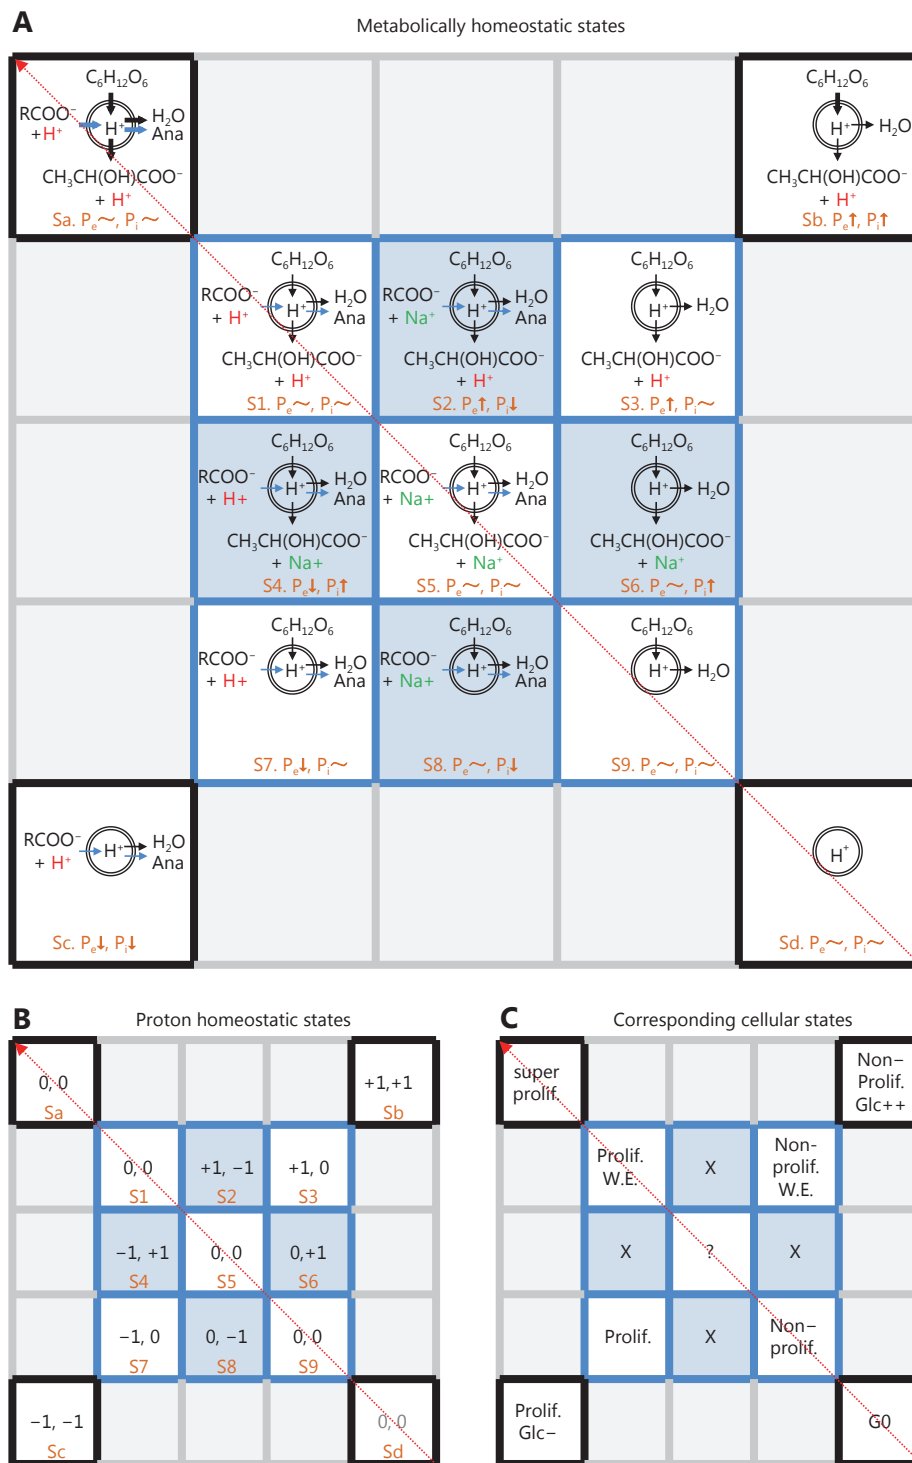 A
Metabolically homeostatic states
C₆H₁₂O₆
RCOO⁻
+ H⁺
H⁺
H₂O
Ana
CH₃CH(OH)COO⁻
+ H⁺
Sa. Pₑ~, Pᵢ~
C₆H₁₂O₆
H⁺
H₂O
CH₃CH(OH)COO⁻
+ H⁺
Sb. Pₑ↑, Pᵢ↑
C₆H₁₂O₆
RCOO⁻
+ H⁺
H⁺
H₂O
Ana
CH₃CH(OH)COO⁻
+ H⁺
S1. Pₑ~, Pᵢ~
C₆H₁₂O₆
RCOO⁻
+ Na⁺
H⁺
H₂O
Ana
CH₃CH(OH)COO⁻
+ H⁺
S2. Pₑ↑, Pᵢ↓
C₆H₁₂O₆
H⁺
H₂O
CH₃CH(OH)COO⁻
+ H⁺
S3. Pₑ↑, Pᵢ~
C₆H₁₂O₆
RCOO⁻
+ H+
H⁺
H₂O
Ana
CH₃CH(OH)COO⁻
+ Na+
S4. Pₑ↓, Pᵢ↑
C₆H₁₂O₆
RCOO⁻
+ Na+
H⁺
H₂O
Ana
CH₃CH(OH)COO⁻
+ Na⁺
S5. Pₑ~, Pᵢ~
C₆H₁₂O₆
H⁺
H₂O
CH₃CH(OH)COO⁻
+ Na⁺
S6. Pₑ~, Pᵢ↑
C₆H₁₂O₆
RCOO⁻
+ H+
H⁺
H₂O
Ana
S7. Pₑ↓, Pᵢ~
C₆H₁₂O₆
RCOO⁻
+ Na+
H⁺
H₂O
Ana
S8. Pₑ~, Pᵢ↓
C₆H₁₂O₆
H⁺
H₂O
S9. Pₑ~, Pᵢ~
RCOO⁻
+ H⁺
H⁺
H₂O
Ana
Sc. Pₑ↓, Pᵢ↓
H⁺
Sd. Pₑ~, Pᵢ~
B
Proton homeostatic states
0, 0
Sa
+1,+1
Sb
0, 0
S1
+1, −1
S2
+1, 0
S3
−1, +1
S4
0, 0
S5
0,+1
S6
−1, 0
S7
0, −1
S8
0, 0
S9
−1, −1
Sc
0, 0
Sd
C
Corresponding cellular states
super
prolif.
Non−
Prolif.
Glc++
Prolif.
W.E.
X
Non-
prolif.
W.E.
X
?
X
Prolif.
X
Non−
prolif.
Prolif.
Glc−
G0